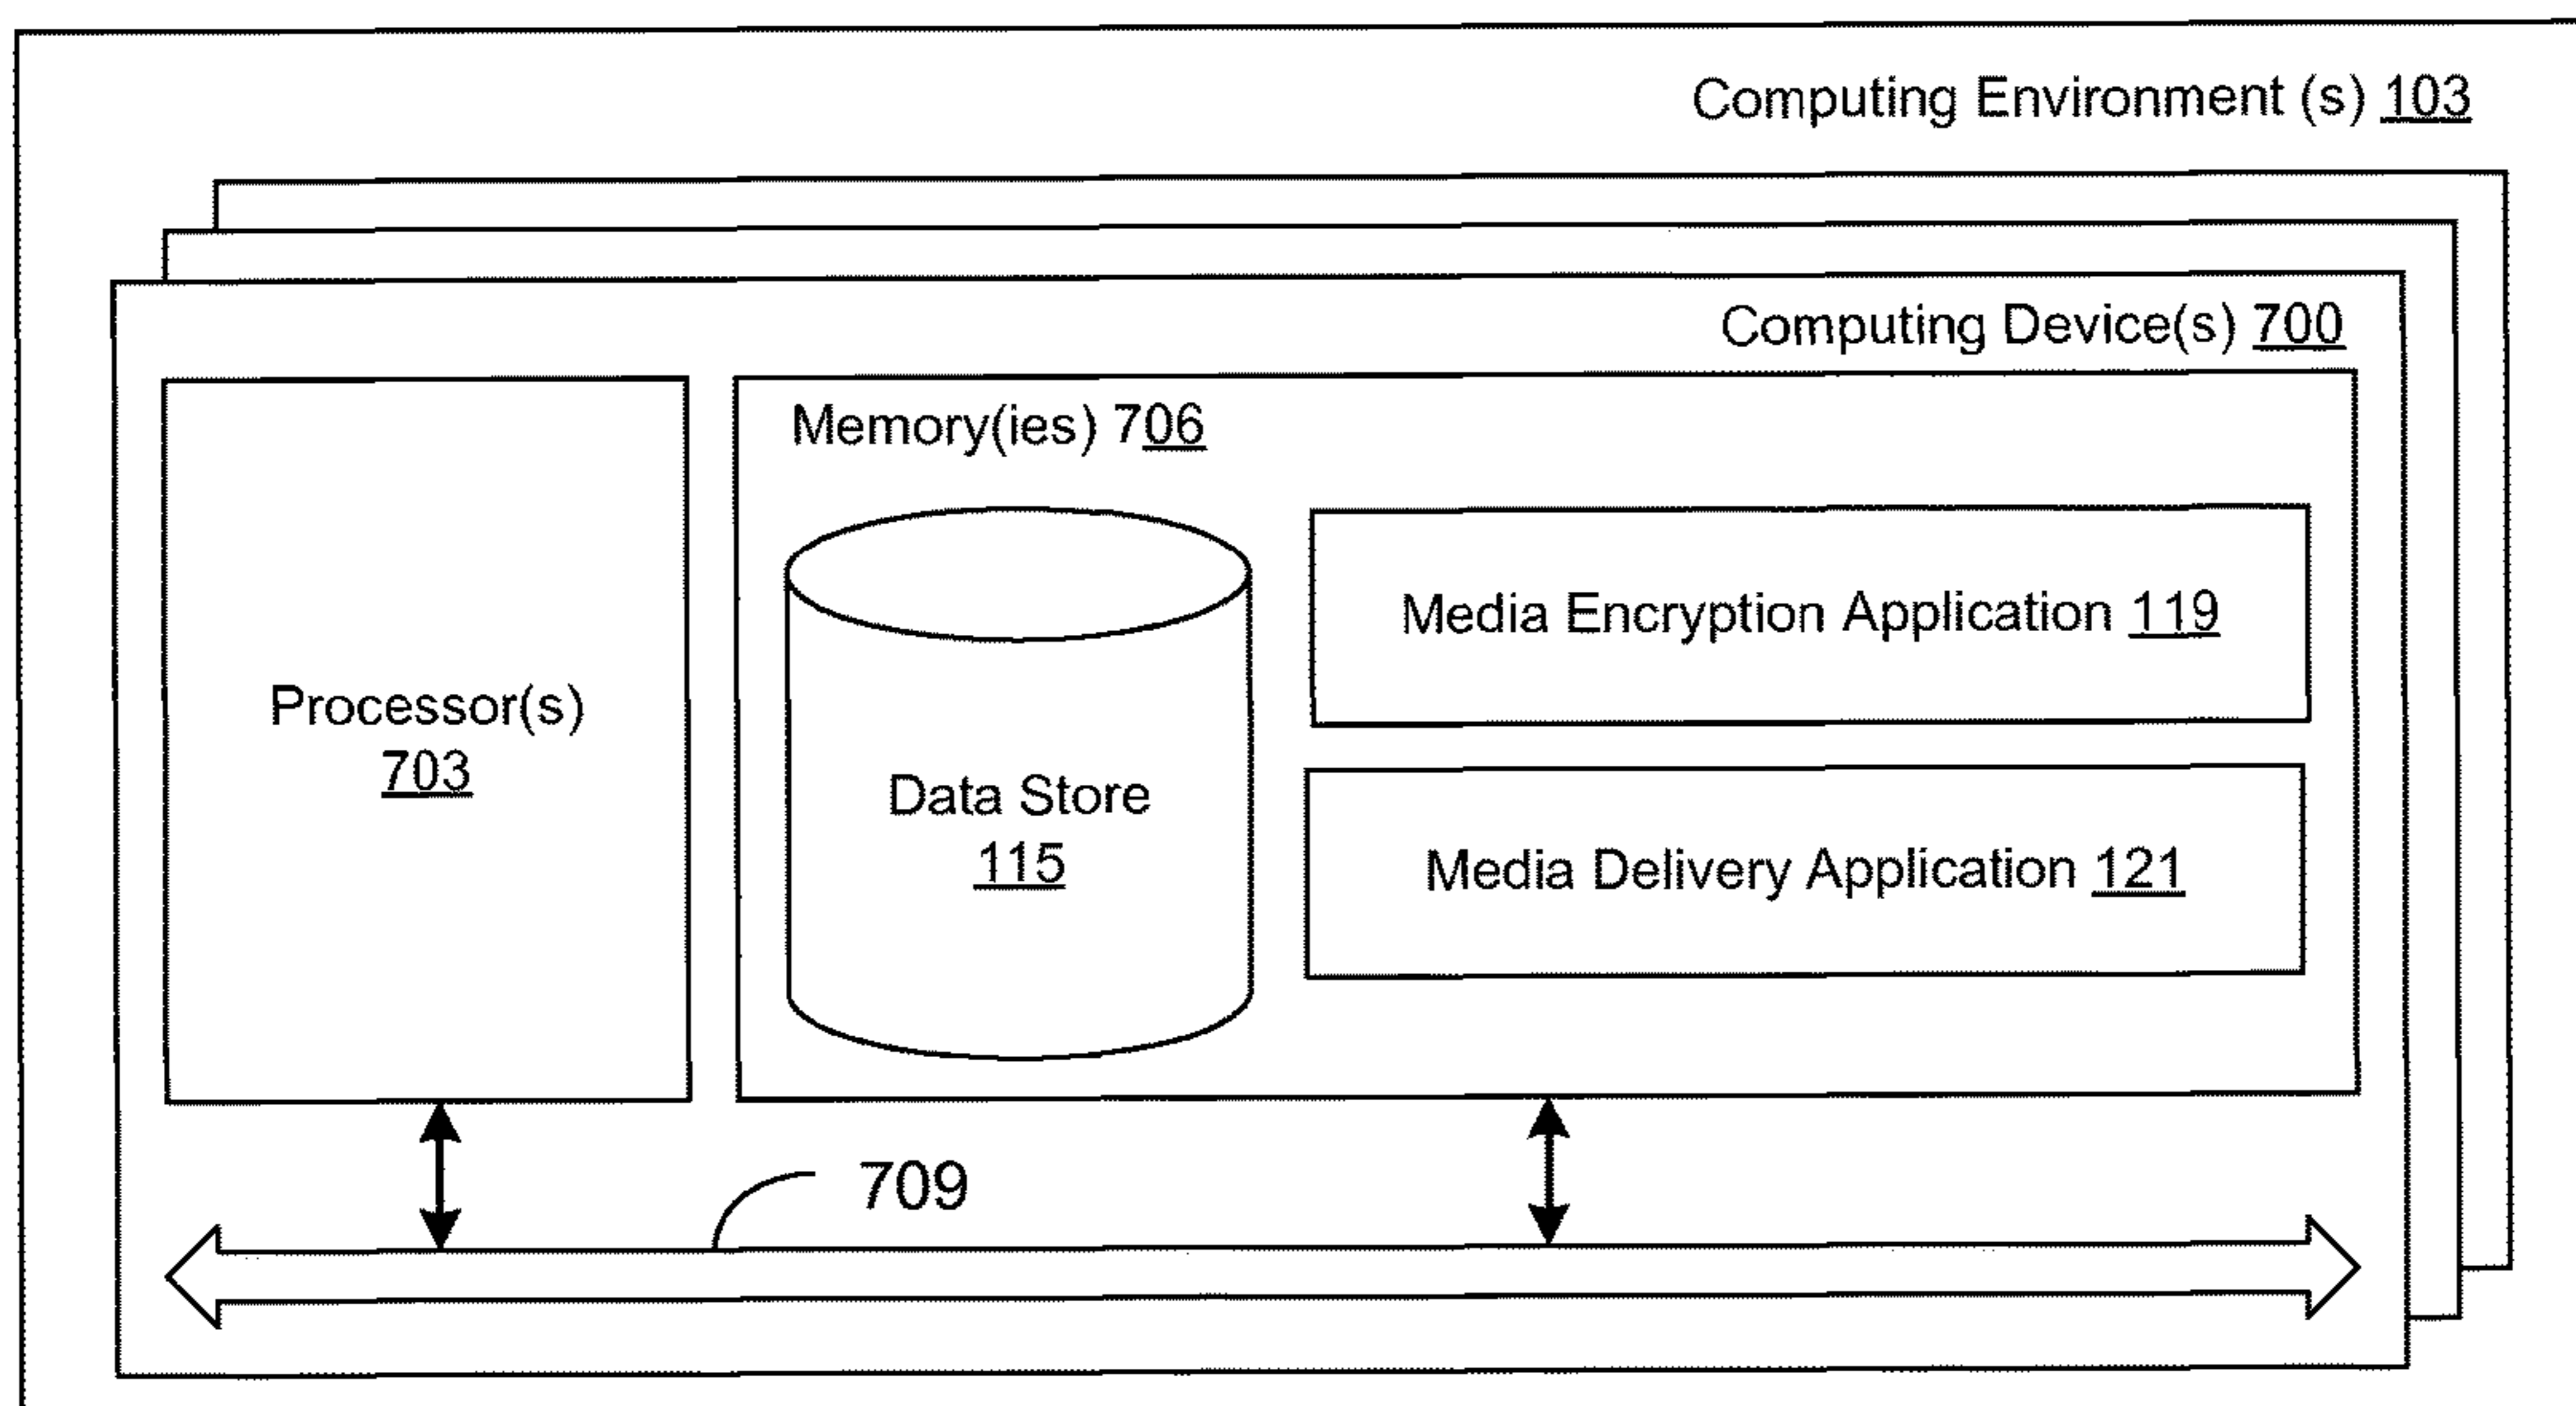 Computing Environment (s) 103
Computing Device(s) 700
Memory(ies) 706
Processor(s)
703
Data Store
115
Media Encryption Application 119
Media Delivery Application 121
709